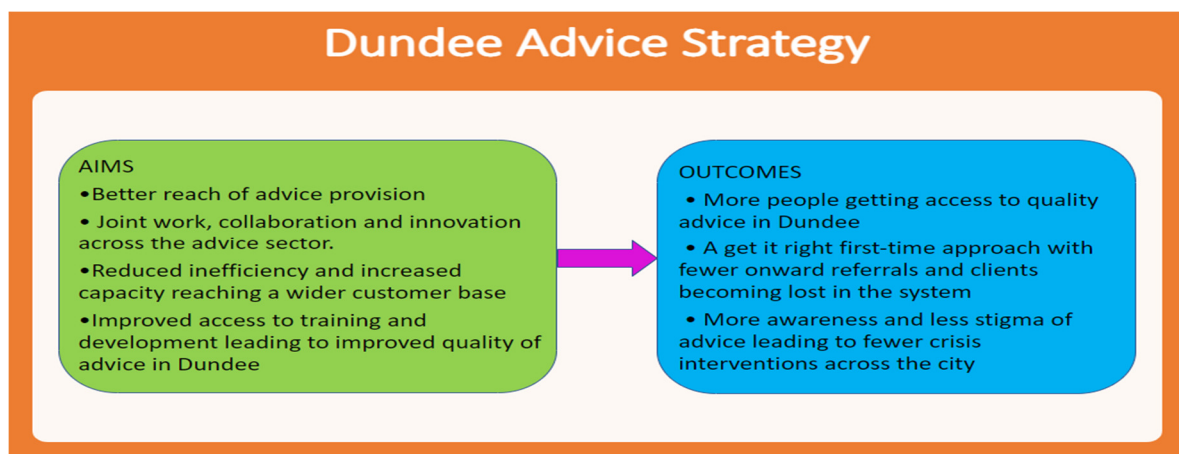 Dundee Advice Strategy
AIMS
•Better reach of advice provision
• Joint work, collaboration and innovation
across the advice sector.
•Reduced inefficiency and increased
capacity reaching a wider customer base
•Improved access to training and
development leading to improved quality of
advice in Dundee
OUTCOMES
• More people getting access to quality
advice in Dundee
• A get it right first-time approach with
fewer onward referrals and clients
becoming lost in the system
• More awareness and less stigma of
advice leading to fewer crisis
interventions across the city